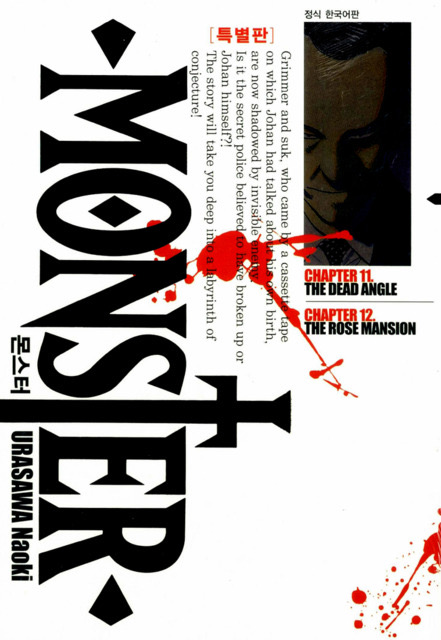 정식 한국어판
[특별판]
Grimmer and suk, who came by a cassette tape
on which Johan had talked about his own birth,
are now shadowed by invisible enemy.
Is it the secret police believed to have broken up or
Johan himself?!
The story will take you deep into a labyrinth of
conjecture!
CHAPTER 11.
THE DEAD ANGLE
CHAPTER 12.
THE ROSE MANSION
MONSTER
몬스터
URASAWA Naoki